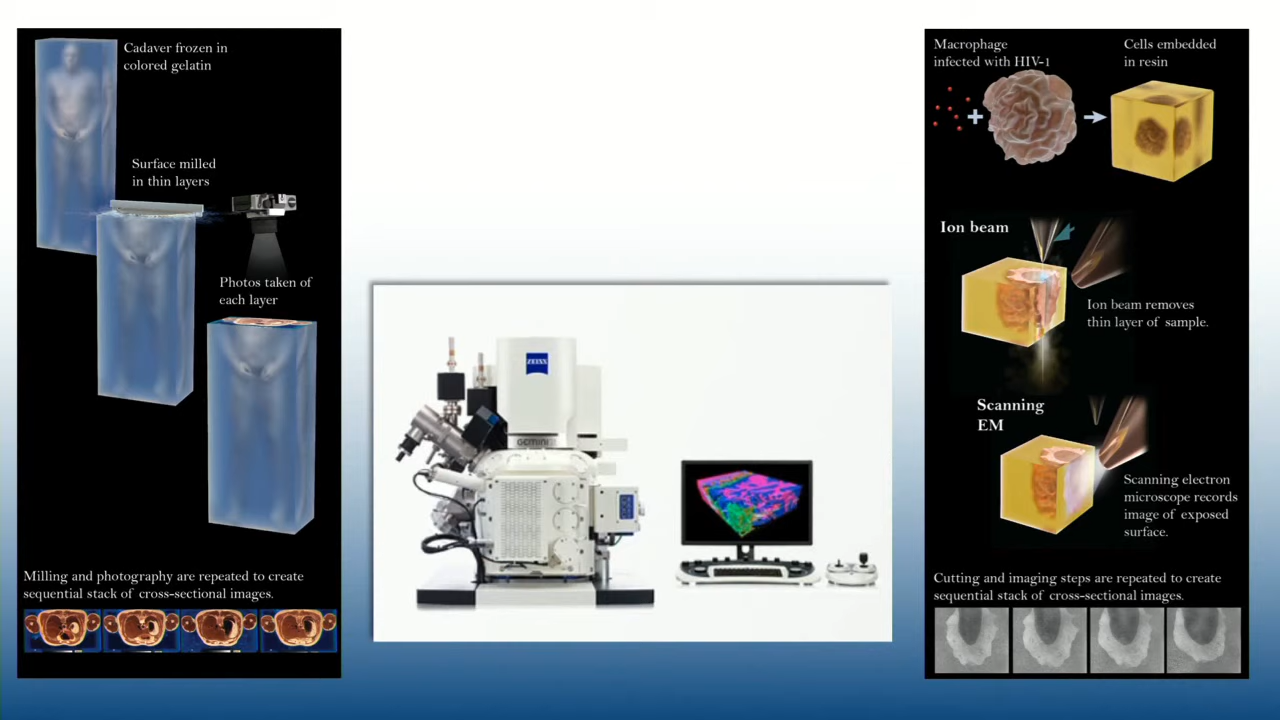 Cadaver frozen in
colored gelatin
Surface milled
in thin layers
Photos taken of
each layer
Milling and photography are repeated to create
sequential stack of cross-sectional images.
ZEISS
GEMINI
Macrophage
infected with HIV-1
Cells embedded
in resin
Ion beam
Ion beam removes
thin layer of sample.
Scanning
EM
Scanning electron
microscope records
image of exposed
surface.
Cutting and imaging steps are repeated to create
sequential stack of cross-sectional images.